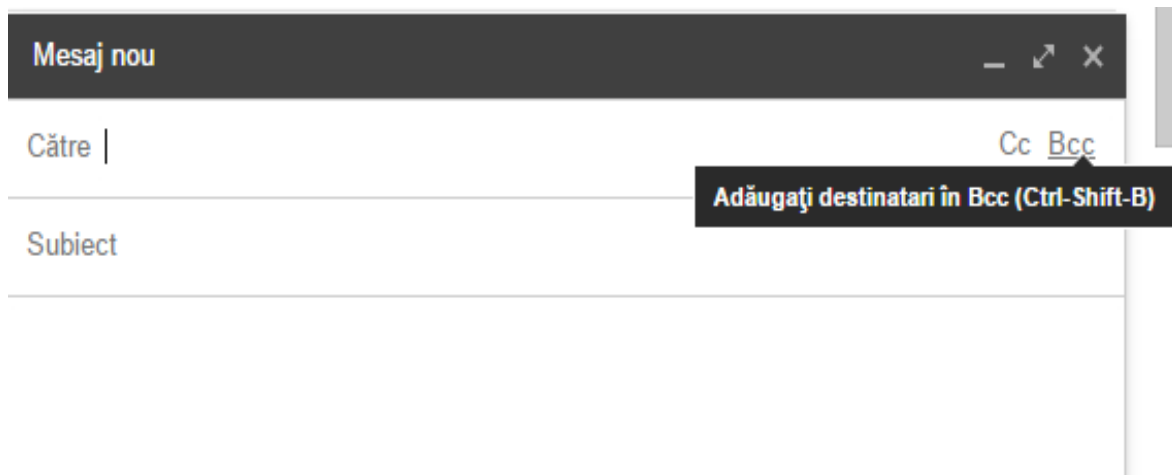 Mesaj nou
Către
Cc Bcc
Adăugaţi destinatari în Bcc (Ctrl-Shift-B)
Subiect